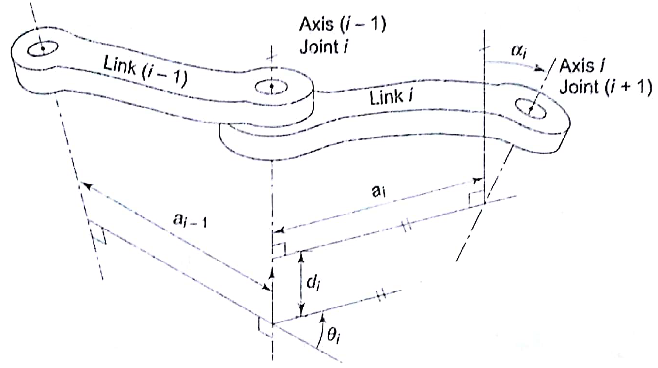 Axis (i – 1)
Joint i
Link (i – 1)
Link i
αi
Axis i
Joint (i + 1)
ai
ai – 1
di
θi